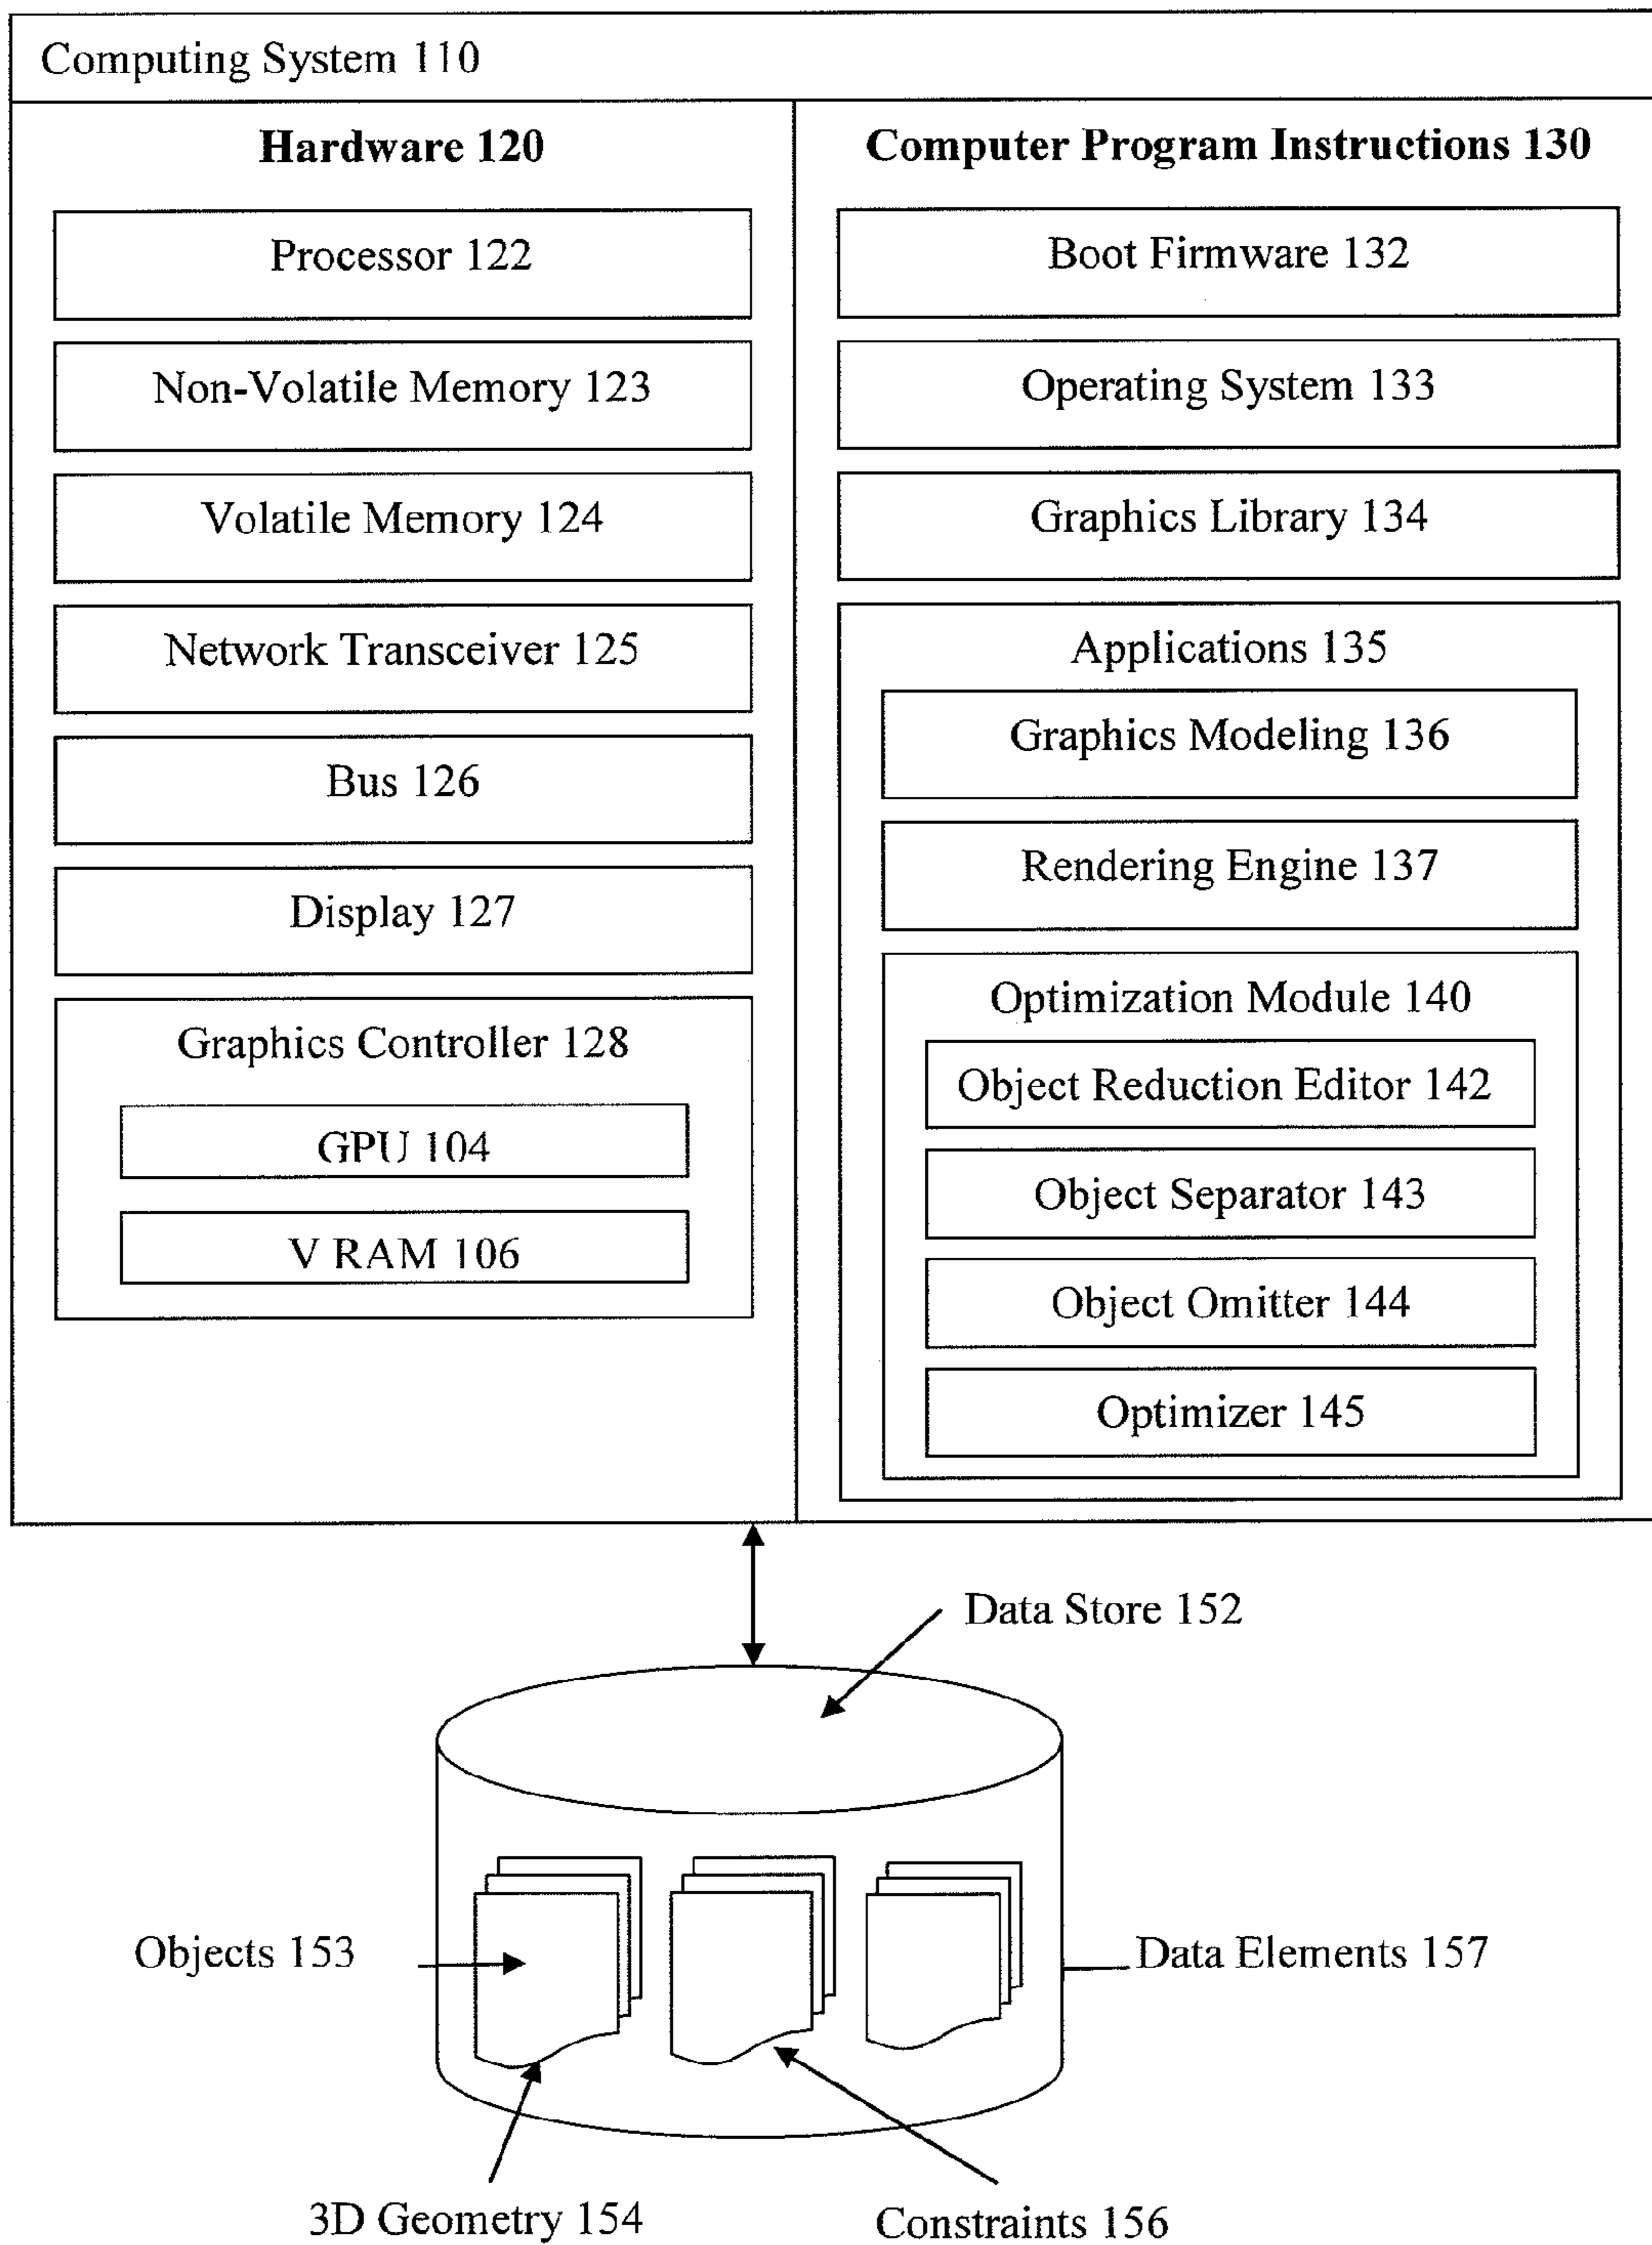 Computing System 110
Hardware 120
Processor 122
Non-Volatile Memory 123
Volatile Memory 124
Network Transceiver 125
Bus 126
Display 127
Graphics Controller 128
GPU 104
V RAM 106
Computer Program Instructions 130
Boot Firmware 132
Operating System 133
Graphics Library 134
Applications 135
Graphics Modeling 136
Rendering Engine 137
Optimization Module 140
Object Reduction Editor 142
Object Separator 143
Object Omitter 144
Optimizer 145
Data Store 152
Objects 153
Data Elements 157
3D Geometry 154
Constraints 156